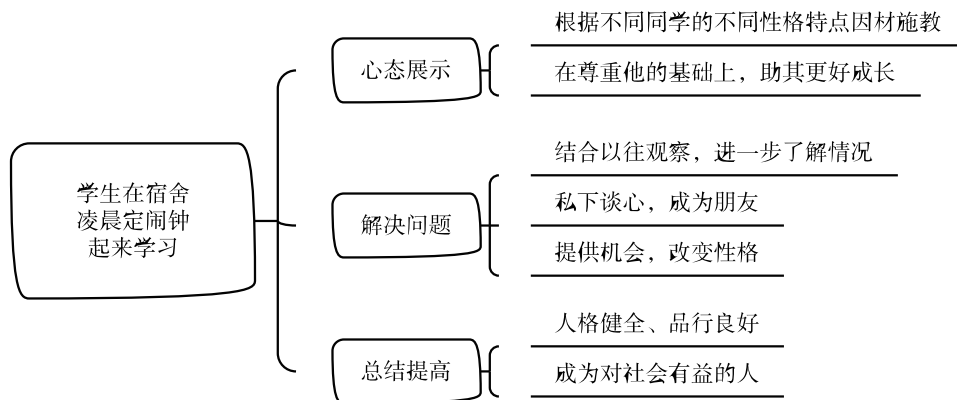 学生在宿舍
凌晨定闹钟
起来学习
心态展示
根据不同同学的不同性格特点因材施教
在尊重他的基础上，助其更好成长
解决问题
结合以往观察，进一步了解情况
私下谈心，成为朋友
提供机会，改变性格
总结提高
人格健全、品行良好
成为对社会有益的人